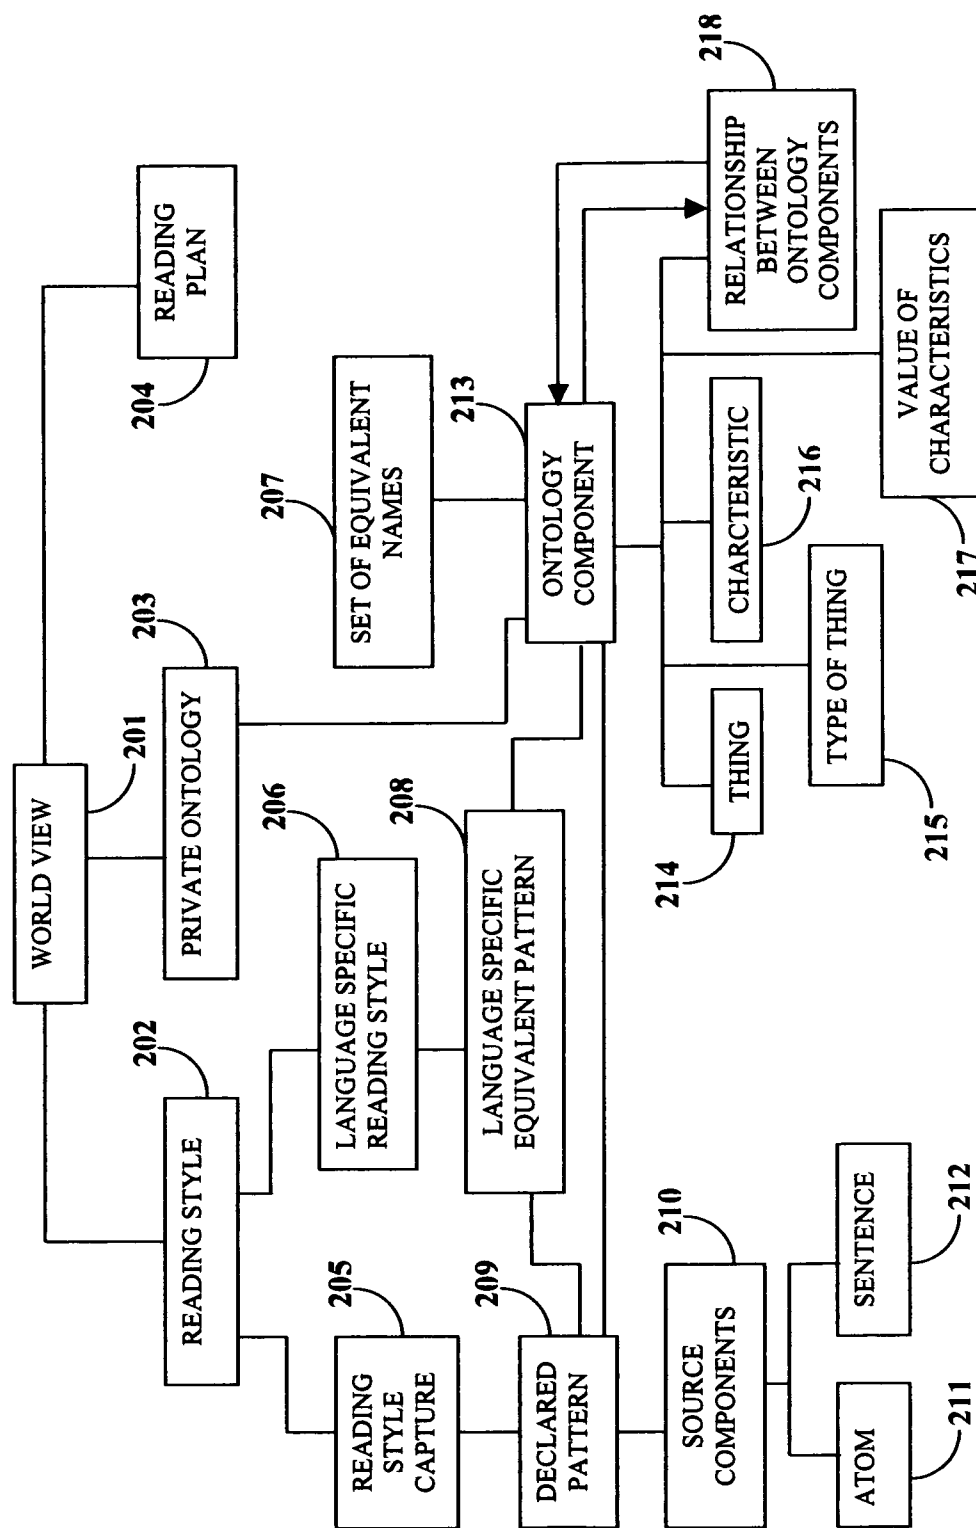 WORLD VIEW
201
READING STYLE
202
PRIVATE ONTOLOGY
203
READING
PLAN
204
READING
STYLE
CAPTURE
205
LANGUAGE SPECIFIC
READING STYLE
206
SET OF EQUIVALENT
NAMES
207
DECLARED
PATTERN
209
LANGUAGE SPECIFIC
EQUIVALENT PATTERN
208
ONTOLOGY
COMPONENT
213
SOURCE
COMPONENTS
210
THING
214
CHARCTERISTIC
216
RELATIONSHIP
BETWEEN
ONTOLOGY
COMPONENTS
218
ATOM
211
SENTENCE
212
TYPE OF THING
215
VALUE OF
CHARACTERISTICS
217